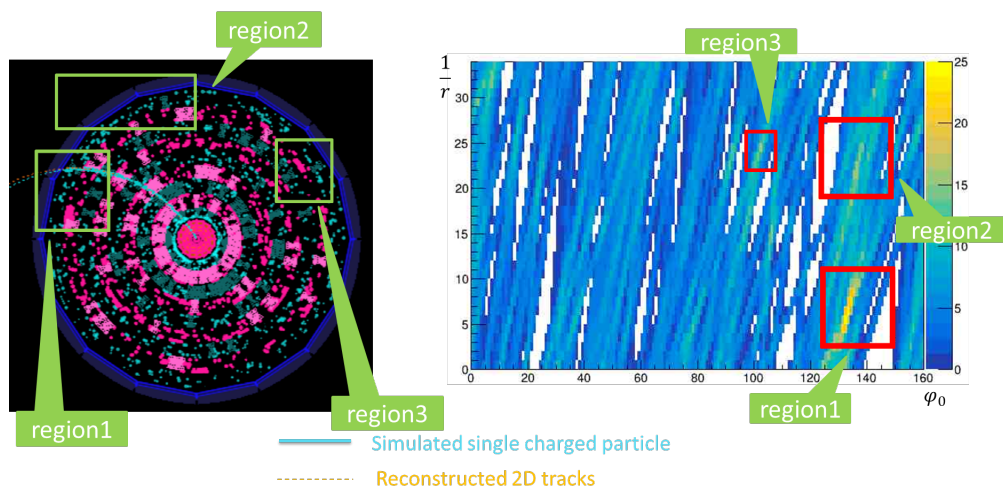 region2
region1
region3
Simulated single charged particle
Reconstructed 2D tracks
region3
1
r
30
25
20
15
10
5
0
0 20 40 60 80 100 120 140 160
φ₀
25
20
15
10
5
0
region2
region1